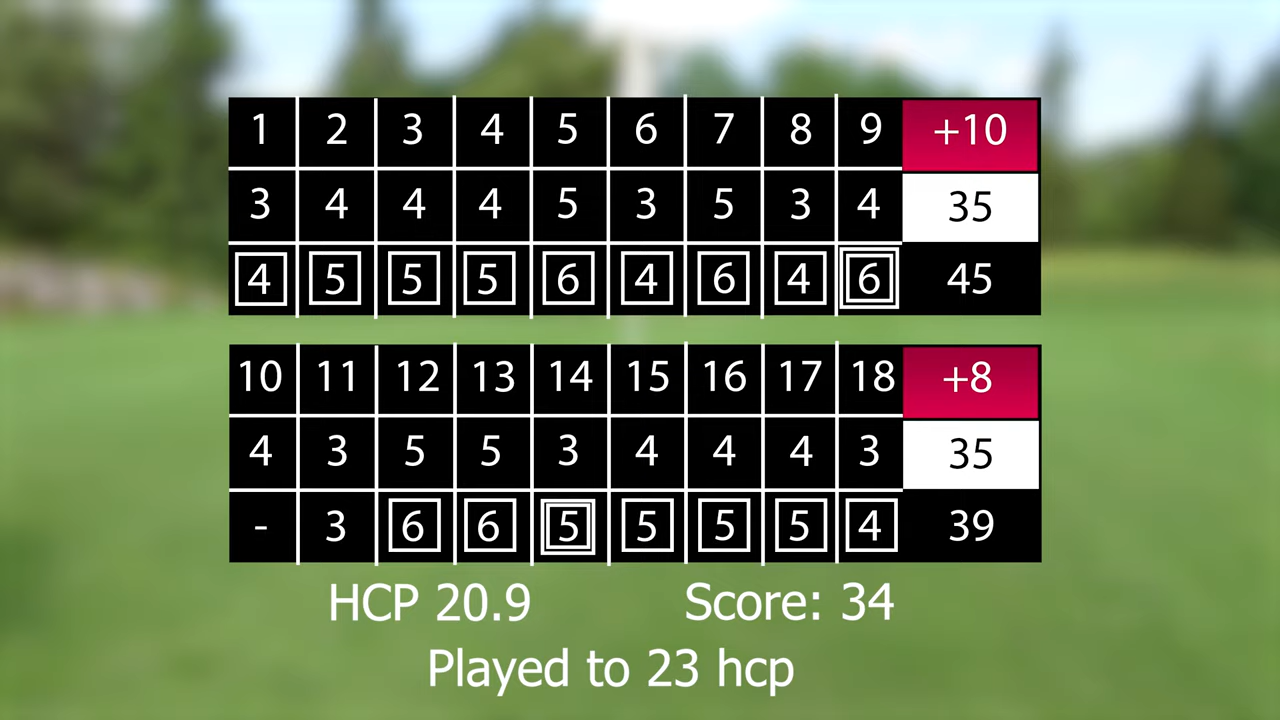 1 2 3 4 5 6 7 8 9 +10
3 4 4 4 5 3 5 3 4 35
4 5 5 5 6 4 6 4 6 45
10 11 12 13 14 15 16 17 18 +8
4 3 5 5 3 4 4 4 3 35
- 3 6 6 5 5 5 5 4 39
HCP 20.9 Score: 34
Played to 23 hcp